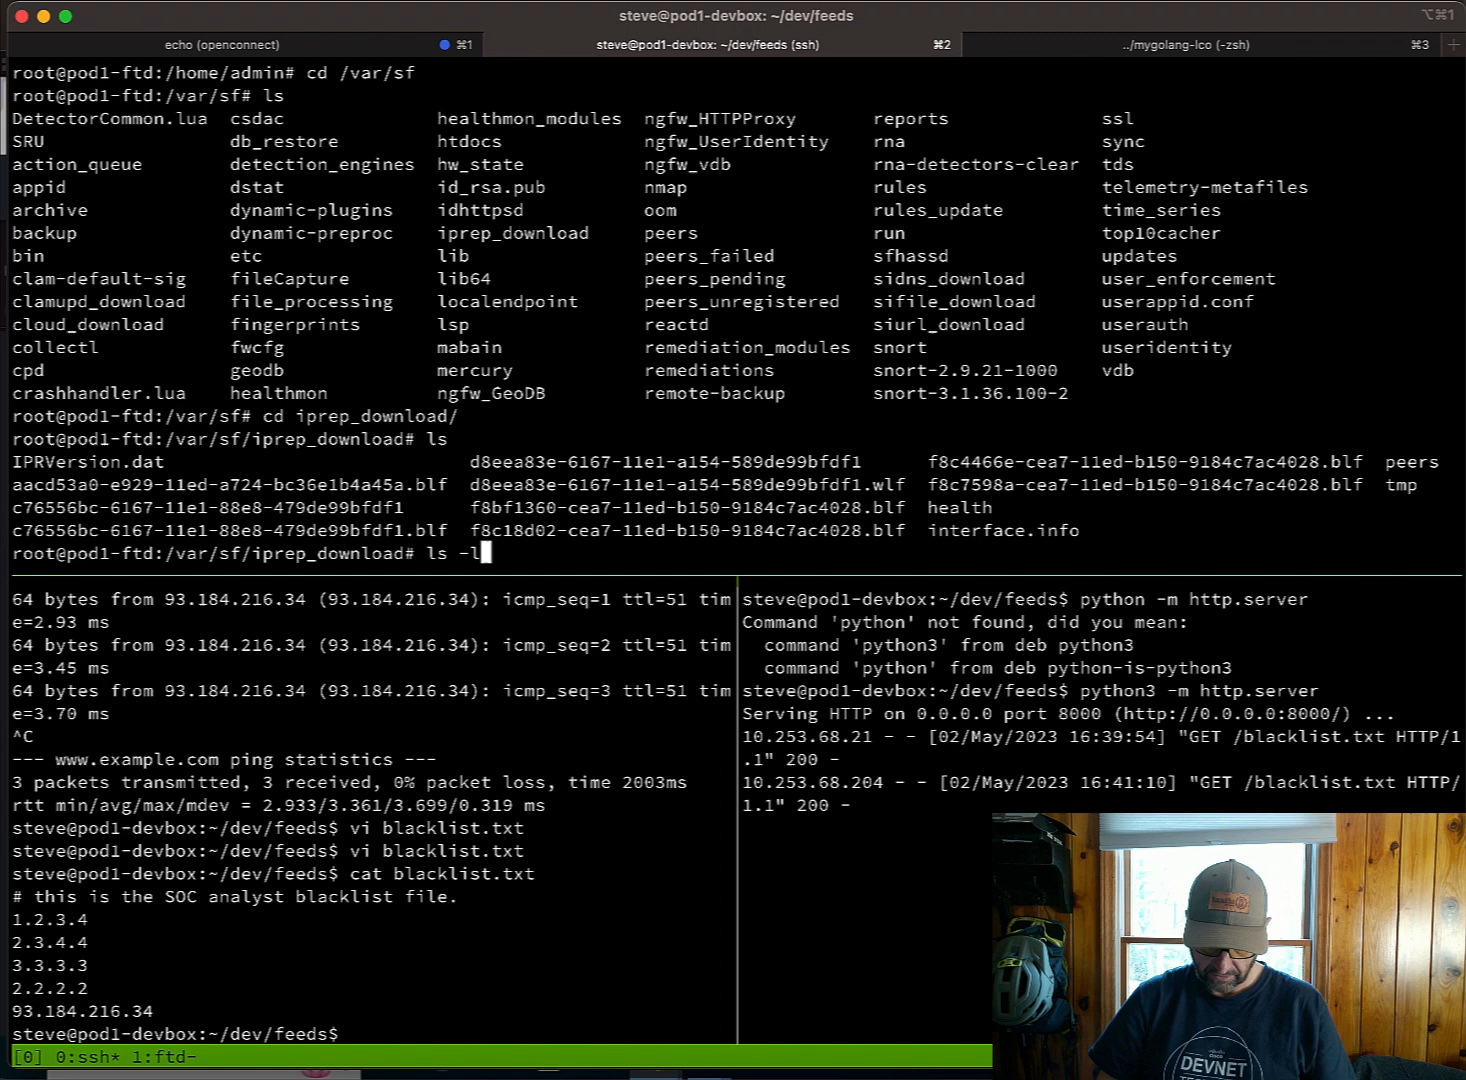 steve@pod1-devbox: ~/dev/feeds
⌥⌘1
echo (openconnect) ⌘1 steve@pod1-devbox: ~/dev/feeds (ssh) ⌘2 ../mygolang-lco (-zsh) ⌘3 +
root@pod1-ftd:/home/admin# cd /var/sf
root@pod1-ftd:/var/sf# ls
DetectorCommon.lua csdac healthmon_modules ngfw_HTTPProxy reports ssl
SRU db_restore htdocs ngfw_UserIdentity rna sync
action_queue detection_engines hw_state ngfw_vdb rna-detectors-clear tds
appid dstat id_rsa.pub nmap rules telemetry-metafiles
archive dynamic-plugins idhttpsd oom rules_update time_series
backup dynamic-preproc iprep_download peers run top10cacher
bin etc lib peers_failed sfhassd updates
clam-default-sig fileCapture lib64 peers_pending sidns_download user_enforcement
clamupd_download file_processing localendpoint peers_unregistered sifile_download userappid.conf
cloud_download fingerprints lsp reactd siurl_download userauth
collectl fwcfg mabain remediation_modules snort useridentity
cpd geodb mercury remediations snort-2.9.21-1000 vdb
crashhandler.lua healthmon ngfw_GeoDB remote-backup snort-3.1.36.100-2
root@pod1-ftd:/var/sf# cd iprep_download/
root@pod1-ftd:/var/sf/iprep_download# ls
IPRVersion.dat d8eea83e-6167-11e1-a154-589de99bfdf1 f8c4466e-cea7-11ed-b150-9184c7ac4028.blf peers
aacd53a0-e929-11ed-a724-bc36e1b4a45a.blf d8eea83e-6167-11e1-a154-589de99bfdf1.wlf f8c7598a-cea7-11ed-b150-9184c7ac4028.blf tmp
c76556bc-6167-11e1-88e8-479de99bfdf1 f8bf1360-cea7-11ed-b150-9184c7ac4028.blf health
c76556bc-6167-11e1-88e8-479de99bfdf1.blf f8c18d02-cea7-11ed-b150-9184c7ac4028.blf interface.info
root@pod1-ftd:/var/sf/iprep_download# ls -l
64 bytes from 93.184.216.34 (93.184.216.34): icmp_seq=1 ttl=51 tim
e=2.93 ms
64 bytes from 93.184.216.34 (93.184.216.34): icmp_seq=2 ttl=51 tim
e=3.45 ms
64 bytes from 93.184.216.34 (93.184.216.34): icmp_seq=3 ttl=51 tim
e=3.70 ms
^C
--- www.example.com ping statistics ---
3 packets transmitted, 3 received, 0% packet loss, time 2003ms
rtt min/avg/max/mdev = 2.933/3.361/3.699/0.319 ms
steve@pod1-devbox:~/dev/feeds$ vi blacklist.txt
steve@pod1-devbox:~/dev/feeds$ vi blacklist.txt
steve@pod1-devbox:~/dev/feeds$ cat blacklist.txt
# this is the SOC analyst blacklist file.
1.2.3.4
2.3.4.4
3.3.3.3
2.2.2.2
93.184.216.34
steve@pod1-devbox:~/dev/feeds$
steve@pod1-devbox:~/dev/feeds$ python -m http.server
Command 'python' not found, did you mean:
command 'python3' from deb python3
command 'python' from deb python-is-python3
steve@pod1-devbox:~/dev/feeds$ python3 -m http.server
Serving HTTP on 0.0.0.0 port 8000 (http://0.0.0.0:8000/) ...
10.253.68.21 - - [02/May/2023 16:39:54] "GET /blacklist.txt HTTP/1
.1" 200 -
10.253.68.204 - - [02/May/2023 16:41:10] "GET /blacklist.txt HTTP/
1.1" 200 -
[0] 0:ssh* 1:ftd-
DEVNET